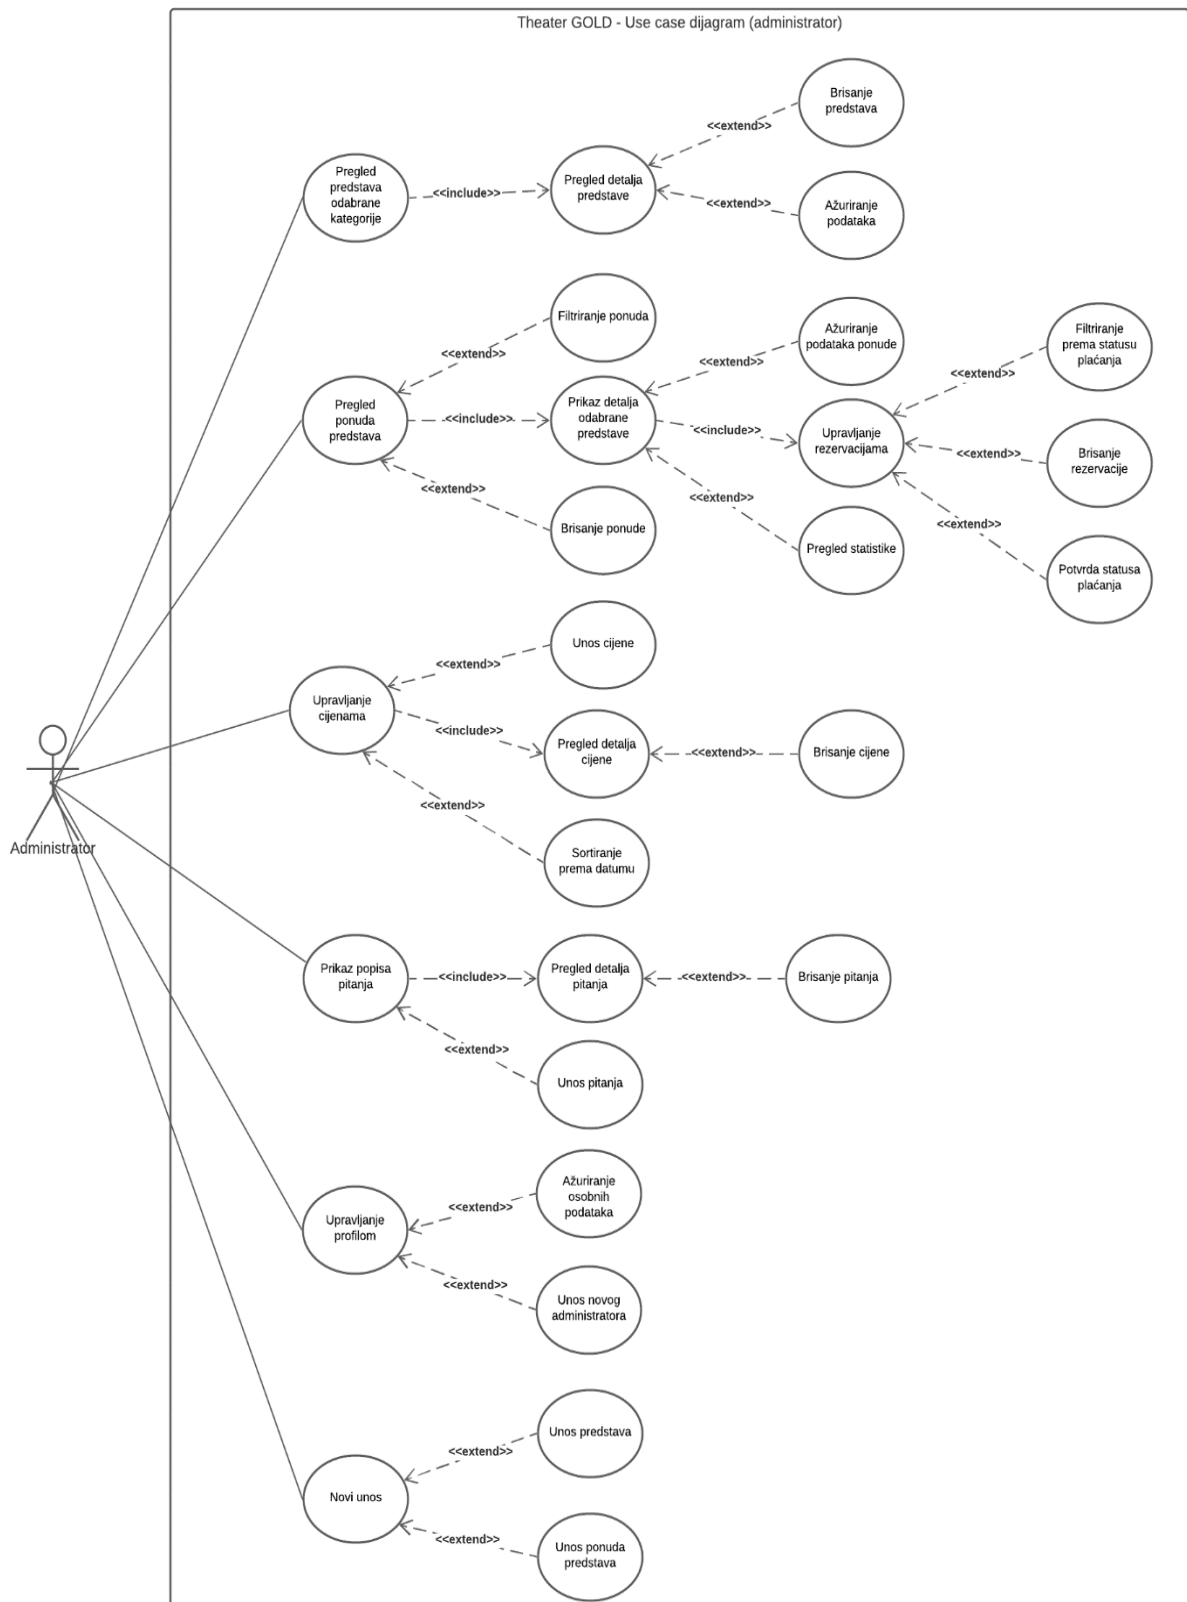 Theater GOLD - Use case dijagram (administrator)
Brisanje
predstava
<<extend>>
Pregled
predstava
odabrane
kategorije
<<include>>
Pregled detalja
predstave
<<extend>>
Ažuriranje
podataka
Filtriranje ponuda
<<extend>>
Ažuriranje
podataka ponude
<<extend>>
Filtriranje
prema statusu
plaćanja
<<extend>>
Pregled
ponuda
predstava
<<include>>
Prikaz detalja
odabrane
predstave
<<include>>
Upravljanje
rezervacijama
<<extend>>
Brisanje
rezervacije
<<extend>>
Brisanje ponude
<<extend>>
Pregled statistike
<<extend>>
Potvrda statusa
plaćanja
Unos cijene
<<extend>>
Upravljanje
cijenama
<<include>>
Pregled detalja
cijene
<<extend>>
Brisanje cijene
<<extend>>
Sortiranje
prema datumu
Administrator
Prikaz popisa
pitanja
<<include>>
Pregled detalja
pitanja
<<extend>>
Brisanje pitanja
<<extend>>
Unos pitanja
Ažuriranje
osobnih
podataka
<<extend>>
Upravljanje
profilom
<<extend>>
Unos novog
administratora
Unos predstava
<<extend>>
Novi unos
<<extend>>
Unos ponuda
predstava